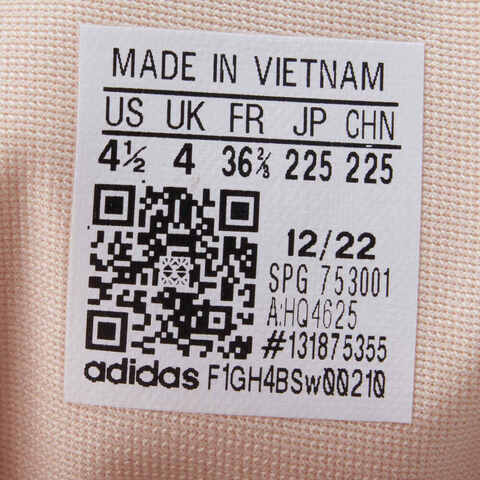 MADE IN VIETNAM
US UK FR JP CHN
4½ 4 36⅔ 225 225
12/22
SPG 753001
A:HQ4625
#131875355
adidas F1GH4BSw00210